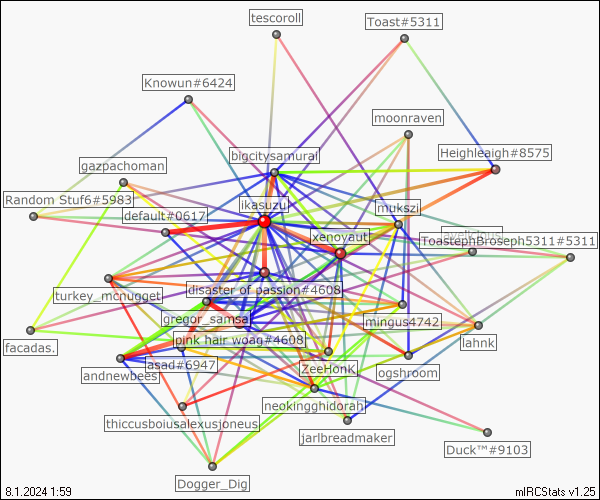 tescoroll
Toast#5311
Knowun#6424
moonraven
bigcitysamurai
Heighleaigh#8575
gazpachoman
Random Stuf6#5983
ikasuzu
mukszi
default#0617
xenoyaut
ToastephBroseph5311#5311
disaster of passion#4608
turkey_mcnugget
gregor_samsa
mingus4742
pink hair woag#4608
lahnk
facadas.
asad#6947
ZeeHonK
ogshroom
andnewbees
neokingghidorah
thiccusboiusalexusjoneus
jarlbreadmaker
Duck™#9103
Dogger_Dig
8.1.2024 1:59
mIRCStats v1.25